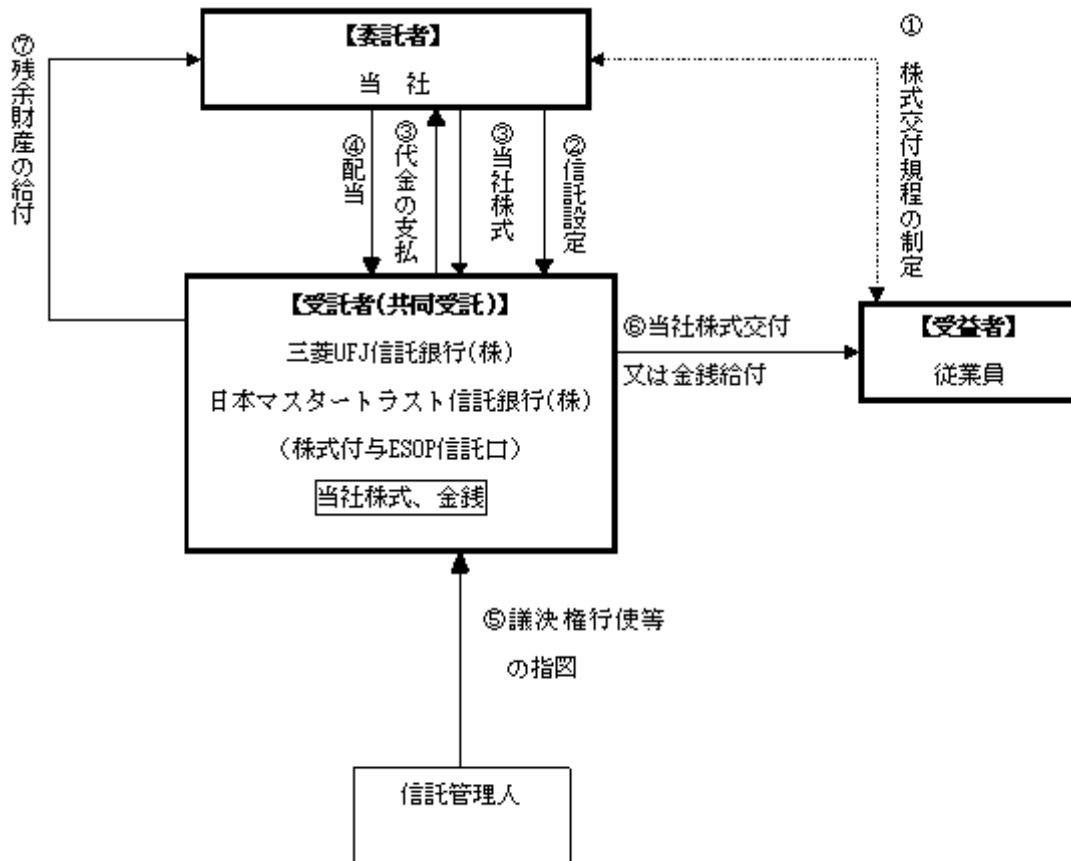 【委託者】
当 社
① 株式交付規程の制定
⑦残余財産の給付
④配当
③代金の支払
③当社株式
②信託設定
【受託者(共同受託)】
三菱UFJ信託銀行(株)
日本マスタートラスト信託銀行(株)
(株式付与ESOP信託口)
当社株式、金銭
⑥当社株式交付
又は金銭給付
【受益者】
従業員
⑤議決権行使等
の指図
信託管理人